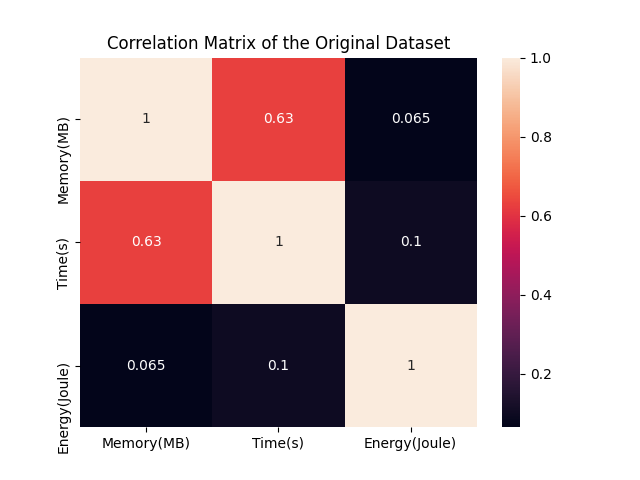 Correlation Matrix of the Original Dataset
Memory(MB)
1
0.63
0.065
Time(s)
0.63
1
0.1
Energy(Joule)
0.065
0.1
1
Memory(MB)
Time(s)
Energy(Joule)
1.0
0.8
0.6
0.4
0.2